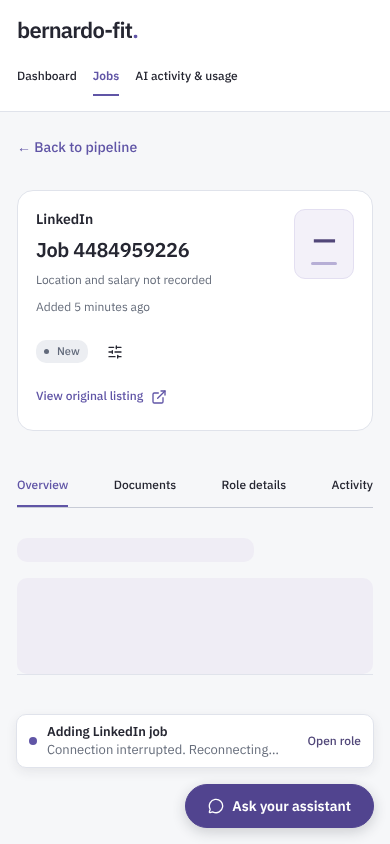 bernardo-fit.
Dashboard Jobs AI activity & usage
← Back to pipeline
LinkedIn
Job 4484959226
—
Location and salary not recorded
Added 5 minutes ago
New
View original listing
Overview Documents Role details Activity
Adding LinkedIn job
Connection interrupted. Reconnecting...
Open role
Ask your assistant